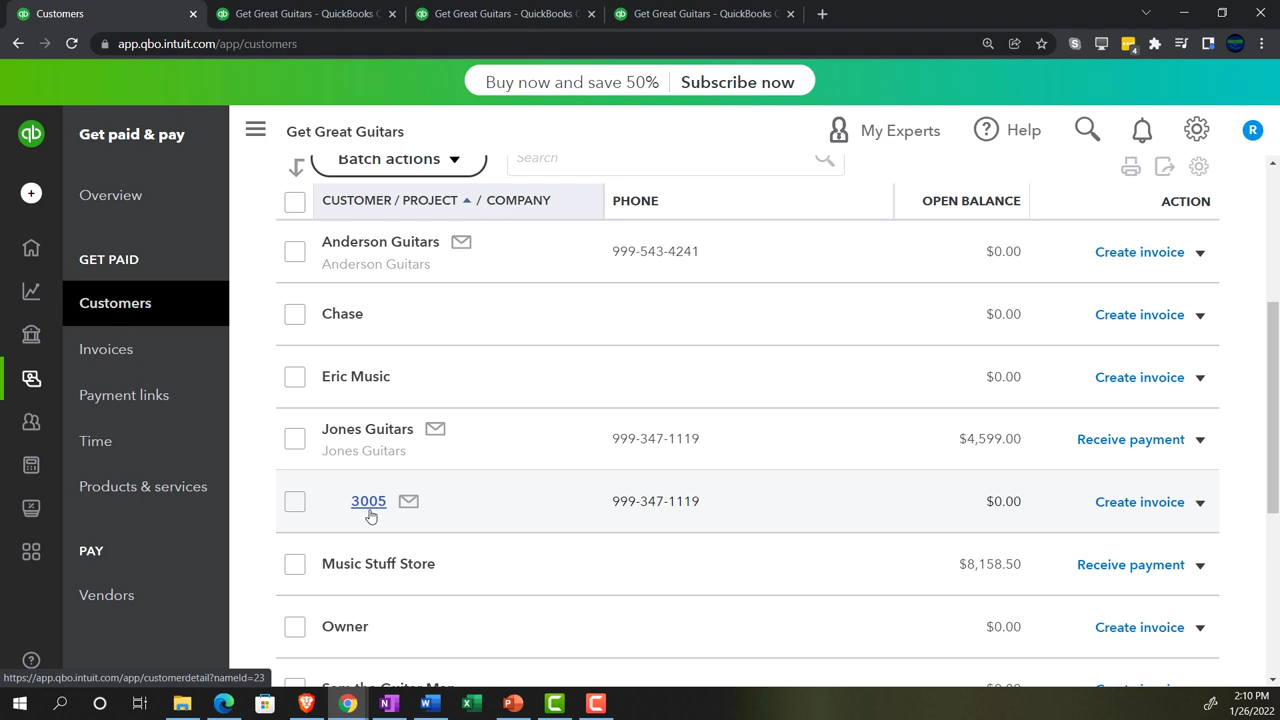 Customers
Get Great Guitars - QuickBooks C
Get Great Guitars - QuickBooks C
Get Great Guitars - QuickBooks C
app.qbo.intuit.com/app/customers
4
Buy now and save 50% Subscribe now
qb
Get paid & pay
Get Great Guitars
My Experts
Help
R
Batch actions
Search
Overview
CUSTOMER / PROJECT / COMPANY PHONE OPEN BALANCE ACTION
Anderson Guitars
Anderson Guitars
999-543-4241 $0.00 Create invoice
GET PAID
Customers
Chase $0.00 Create invoice
Invoices
Eric Music $0.00 Create invoice
Payment links
Jones Guitars
Jones Guitars
999-347-1119 $4,599.00 Receive payment
Time
Products & services
3005 999-347-1119 $0.00 Create invoice
PAY
Music Stuff Store $8,158.50 Receive payment
Vendors
Owner $0.00 Create invoice
https://app.qbo.intuit.com/app/customerdetail?nameId=23
2:10 PM
1/26/2022